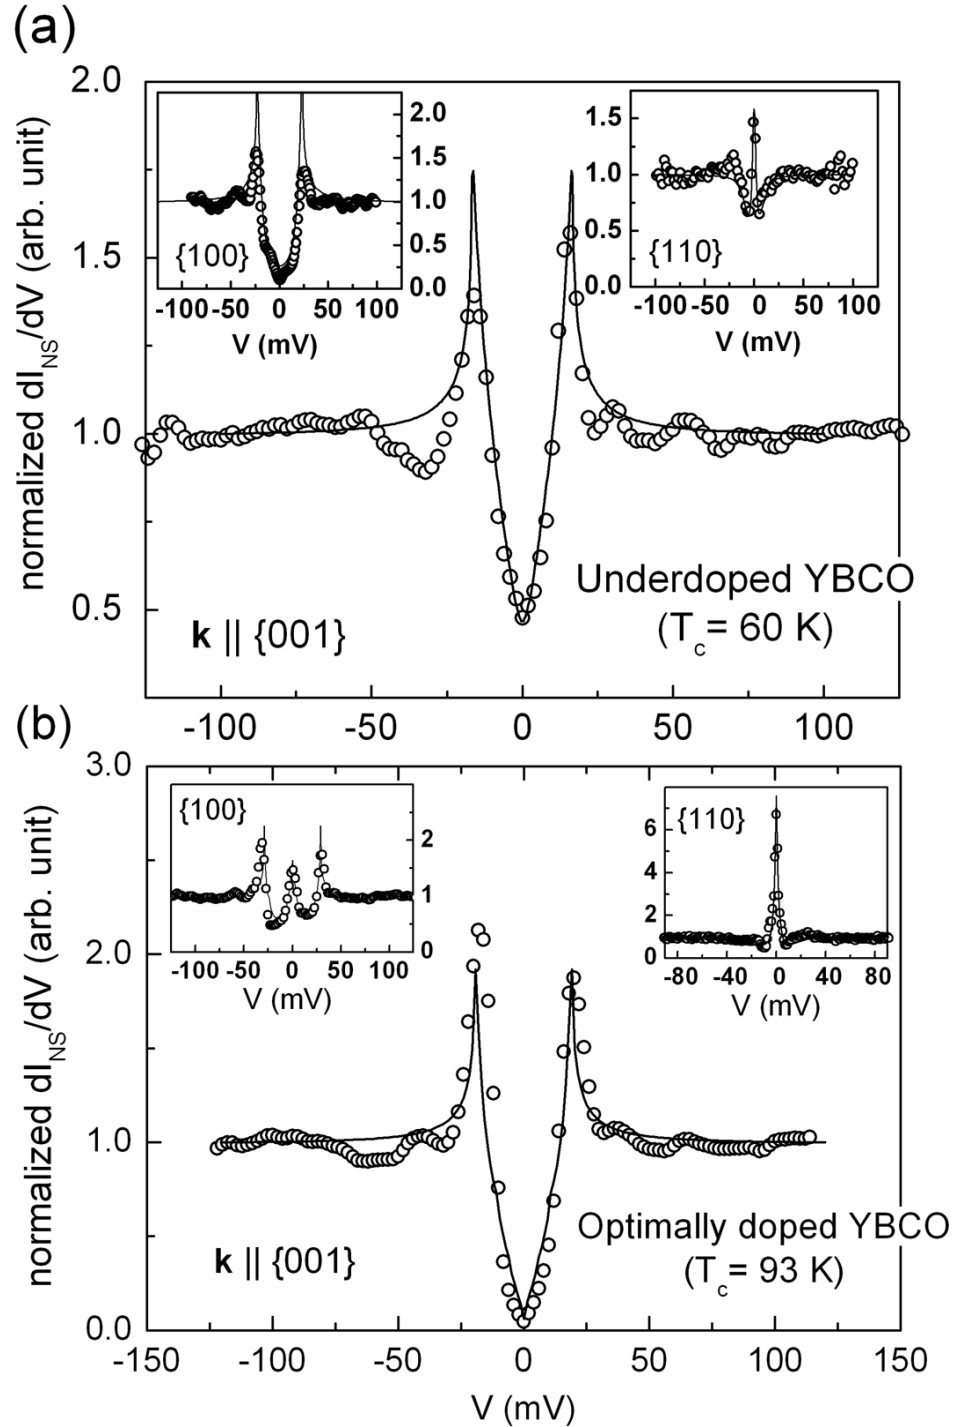 (a)
2.0
1.5
1.0
0.5
normalized dI_NS/dV (arb. unit)
{100}
2.0
1.5
1.0
0.5
0.0
-100 -50 0 50 100
V (mV)
1.5
1.0
0.5
0.0
{110}
-100 -50 0 50 100
V (mV)
k || {001}
Underdoped YBCO
(T_c= 60 K)
-100 -50 0 50 100
(b)
3.0
2.0
1.0
0.0
normalized dI_NS/dV (arb. unit)
{100}
2
1
0
-100 -50 0 50 100
V (mV)
{110}
6
4
2
0
-80 -40 0 40 80
V (mV)
k || {001}
Optimally doped YBCO
(T_c= 93 K)
-150 -100 -50 0 50 100 150
V (mV)